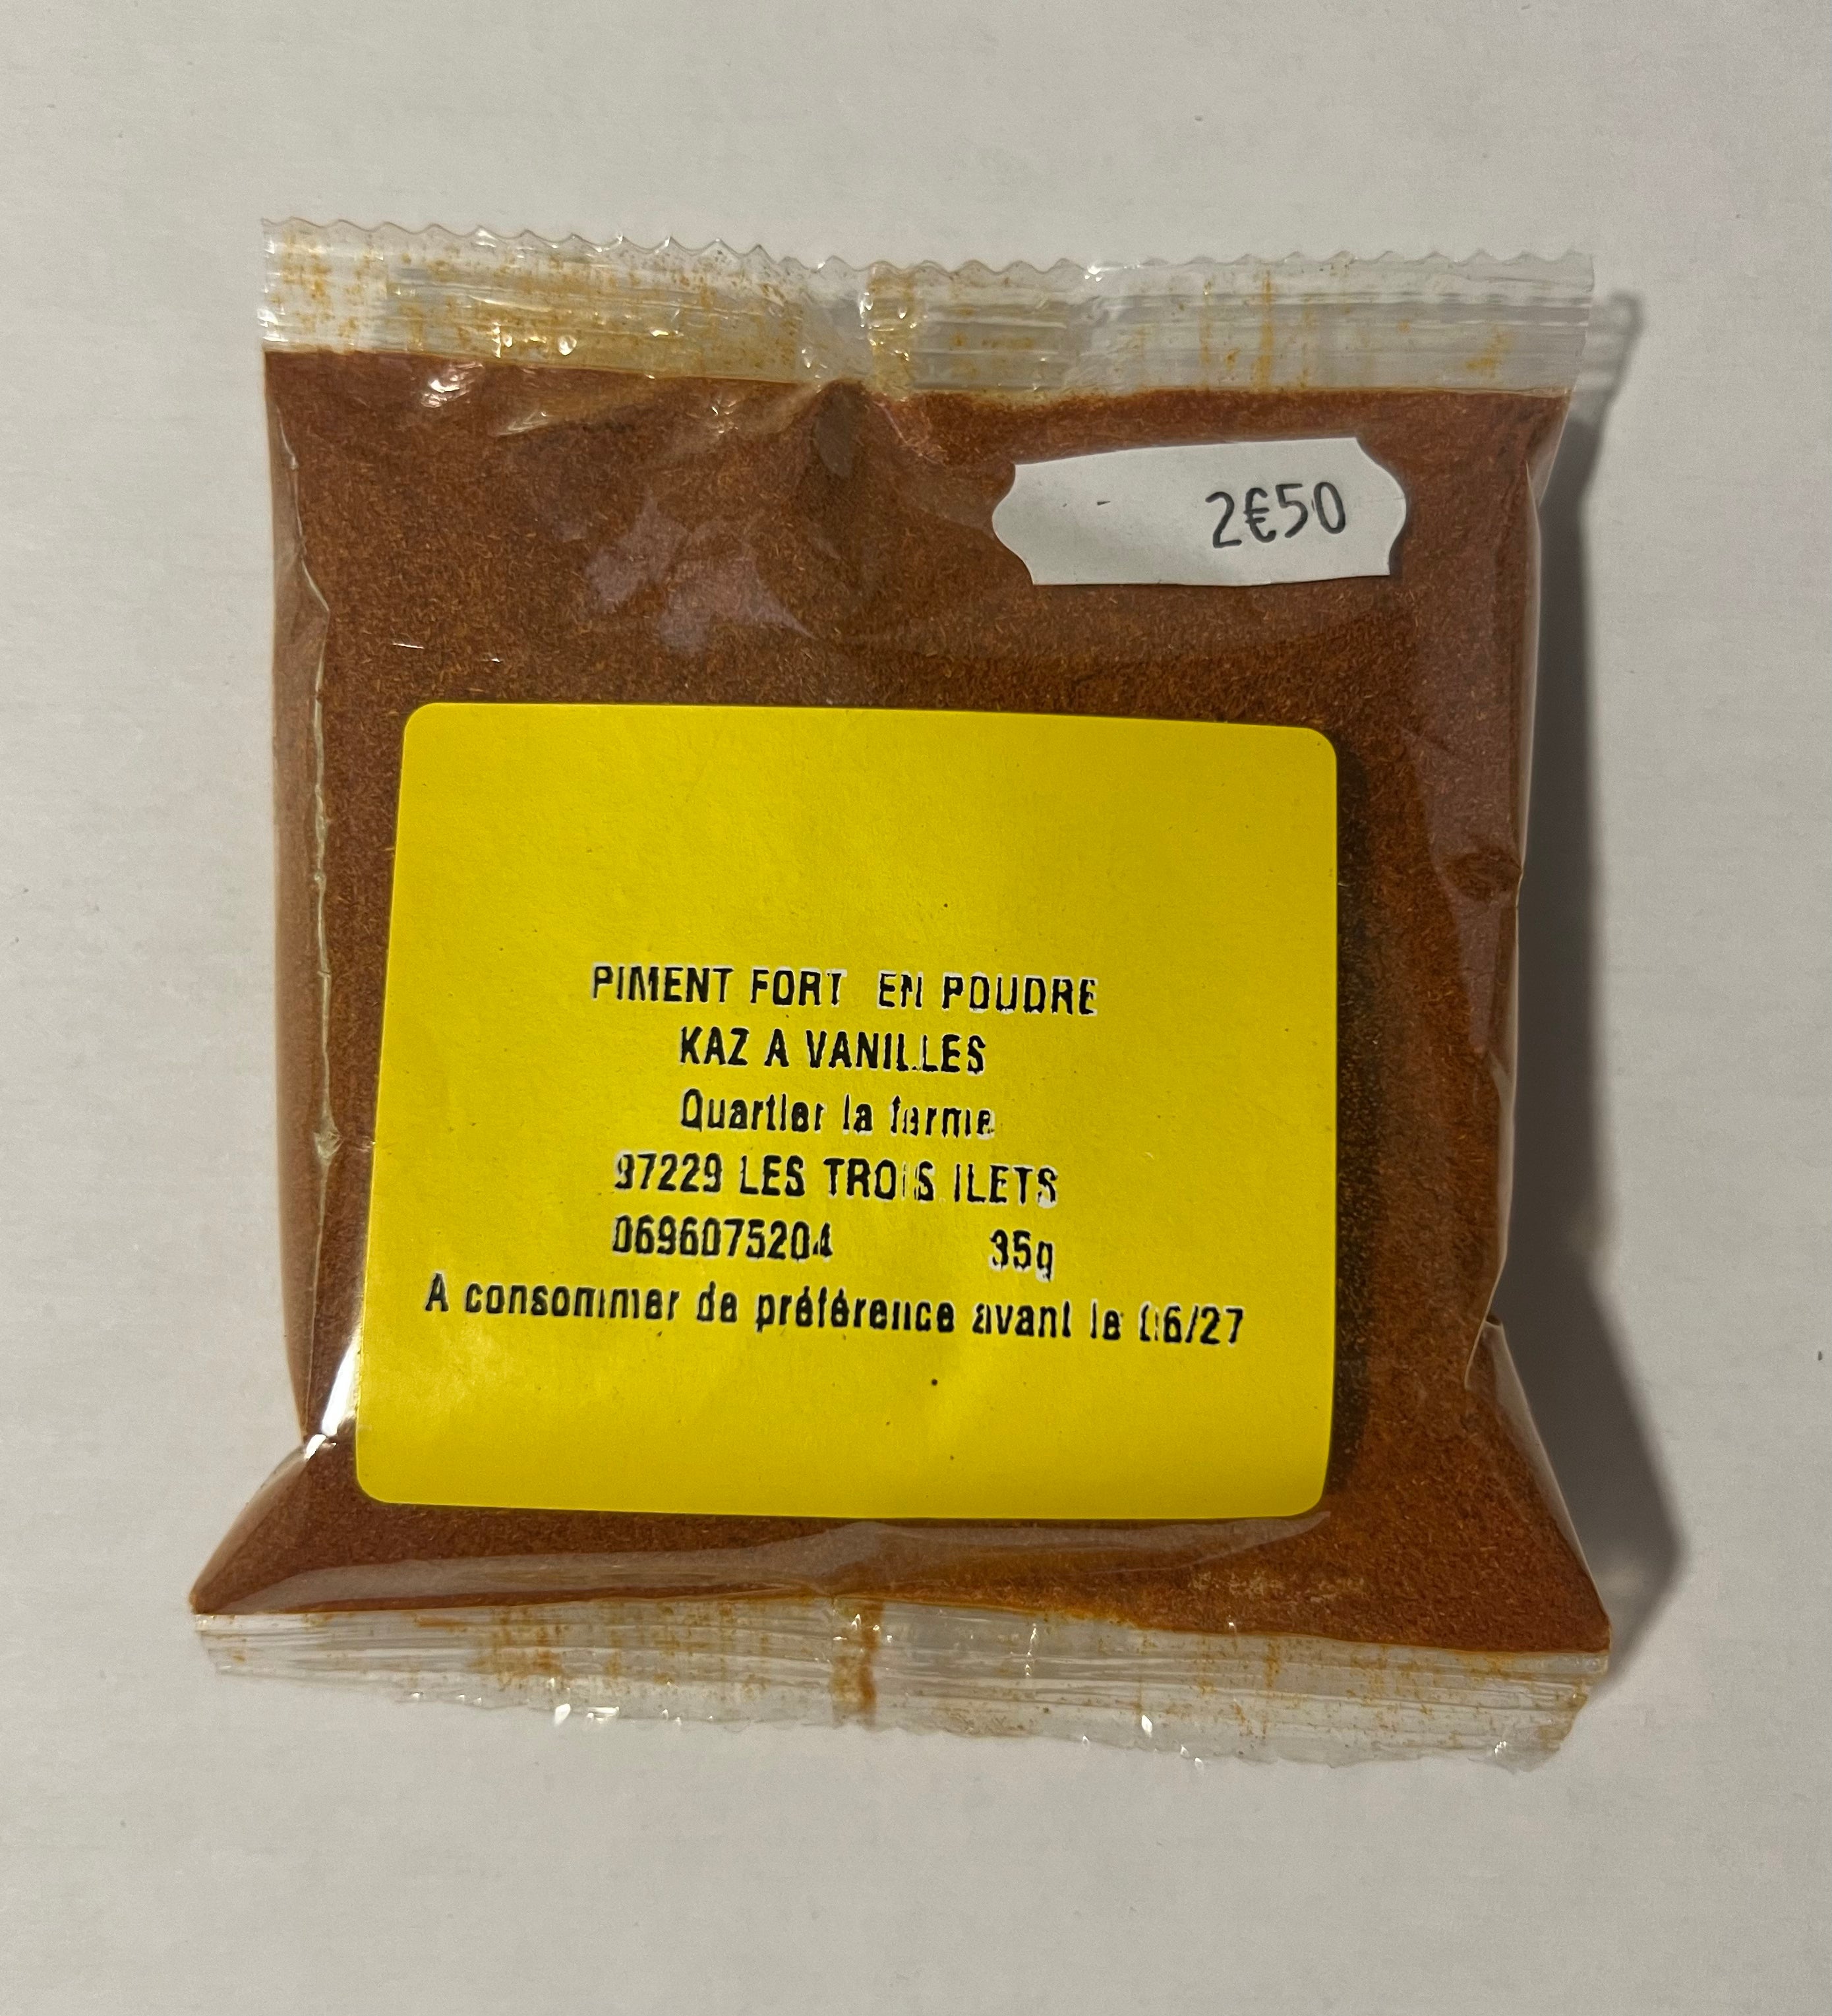 2€50
PIMENT FORT EN POUDRE
KAZ A VANILLES
Quartier la ferme
97229 LES TROIS ILETS
0696075204 35g
A consommer de préférence avant le 06/27